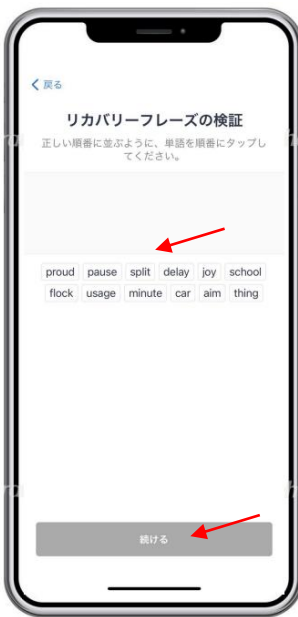 戻る
リカバリーフレーズの検証
正しい順番に並ぶように、単語を順番にタップし
てください。
proud pause split delay joy school
flock usage minute car aim thing
続ける